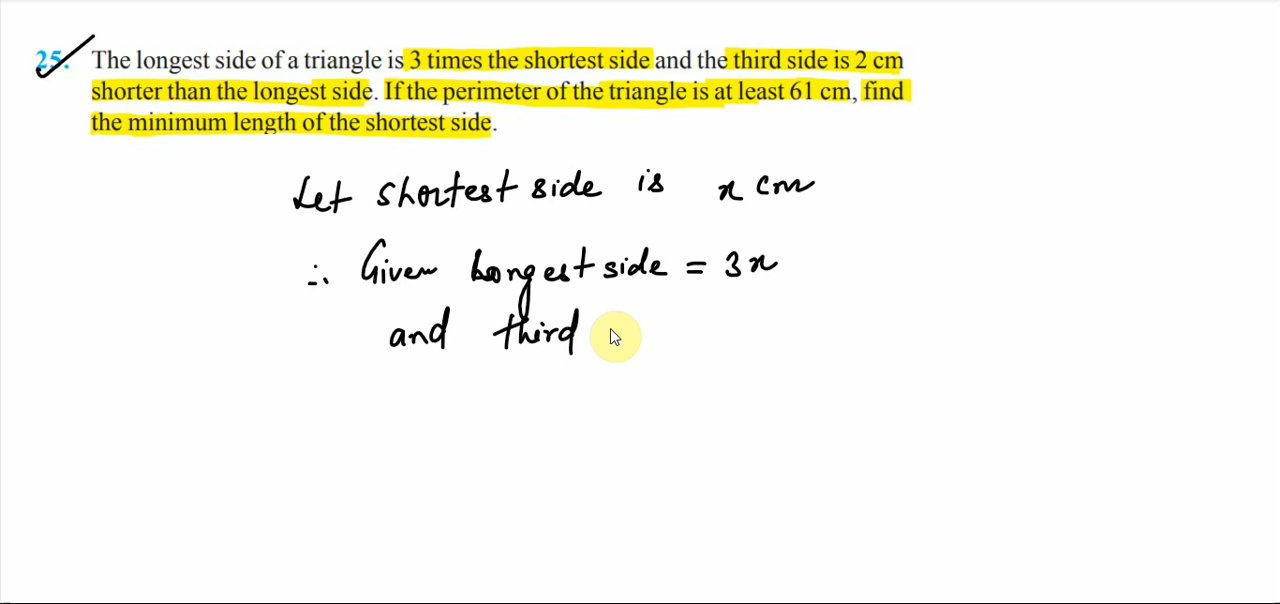 25. The longest side of a triangle is 3 times the shortest side and the third side is 2 cm
shorter than the longest side. If the perimeter of the triangle is at least 61 cm, find
the minimum length of the shortest side.
Let shortest side is x cm
∴ Given Longest side = 3x
and third